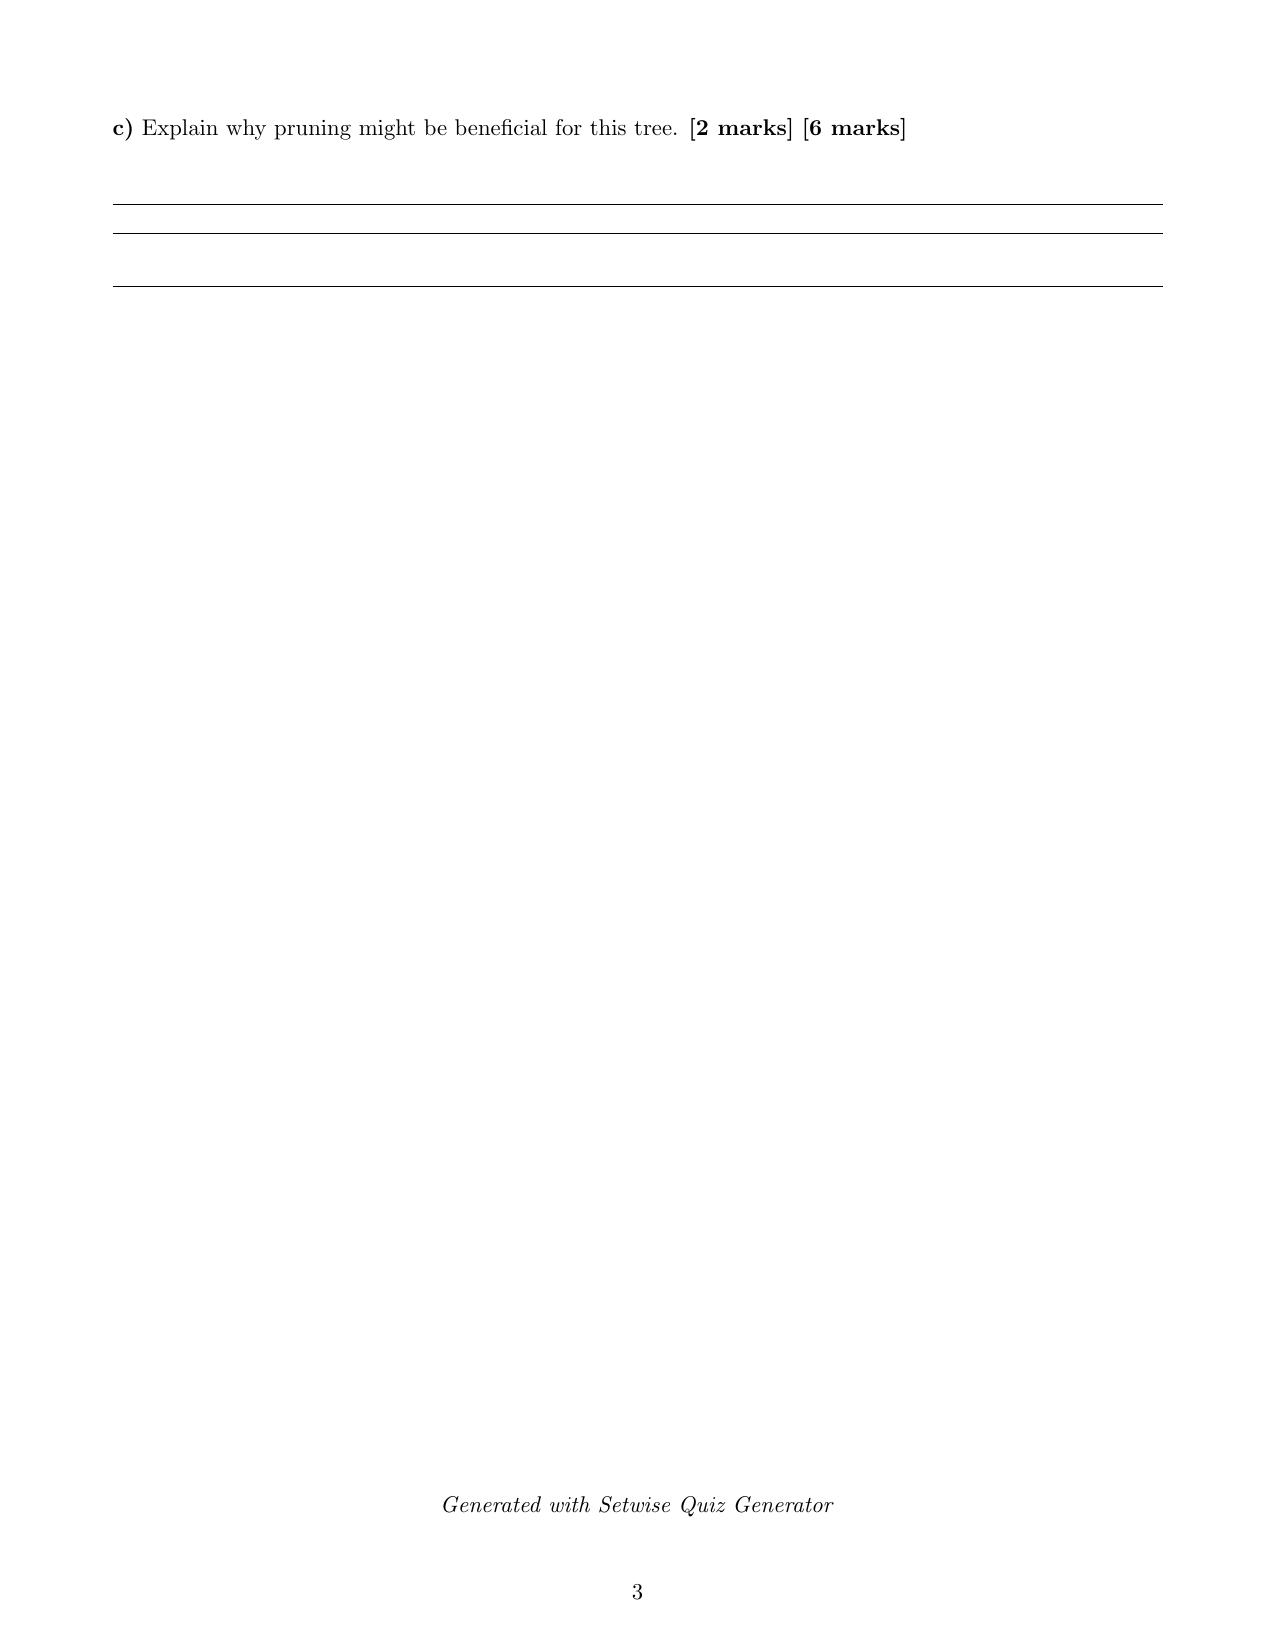 c) Explain why pruning might be beneficial for this tree. [2 marks] [6 marks]
Generated with Setwise Quiz Generator
3